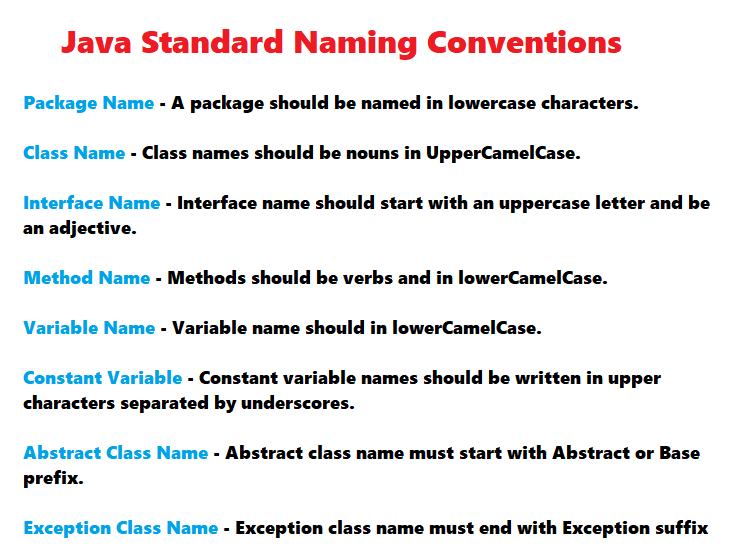 Java Standard Naming Conventions
Package Name - A package should be named in lowercase characters.
Class Name - Class names should be nouns in UpperCamelCase.
Interface Name - Interface name should start with an uppercase letter and be
an adjective.
Method Name - Methods should be verbs and in lowerCamelCase.
Variable Name - Variable name should in lowerCamelCase.
Constant Variable - Constant variable names should be written in upper
characters separated by underscores.
Abstract Class Name - Abstract class name must start with Abstract or Base
prefix.
Exception Class Name - Exception class name must end with Exception suffix